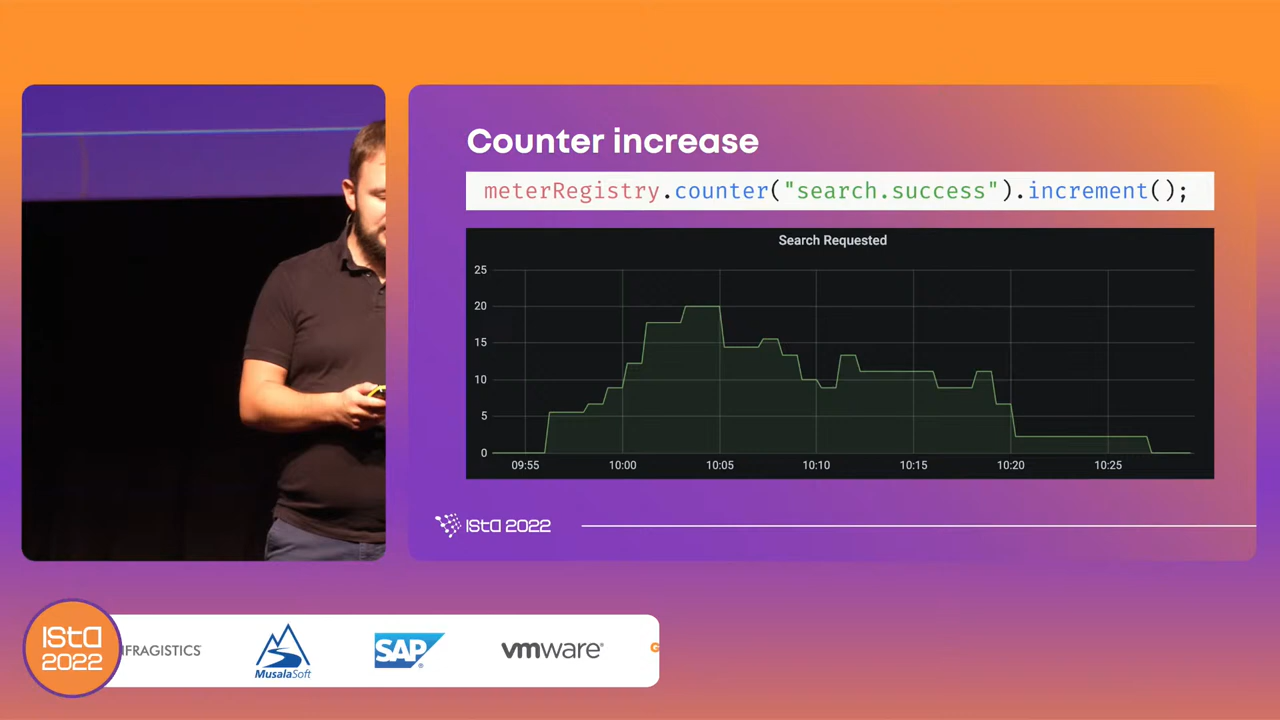 Counter increase
meterRegistry.counter("search.success").increment();
Search Requested
25
20
15
10
5
0
09:55 10:00 10:05 10:10 10:15 10:20 10:25
ISTA 2022
ISTA
2022
NFRAGISTICS
MusalaSoft
SAP
vmware
G